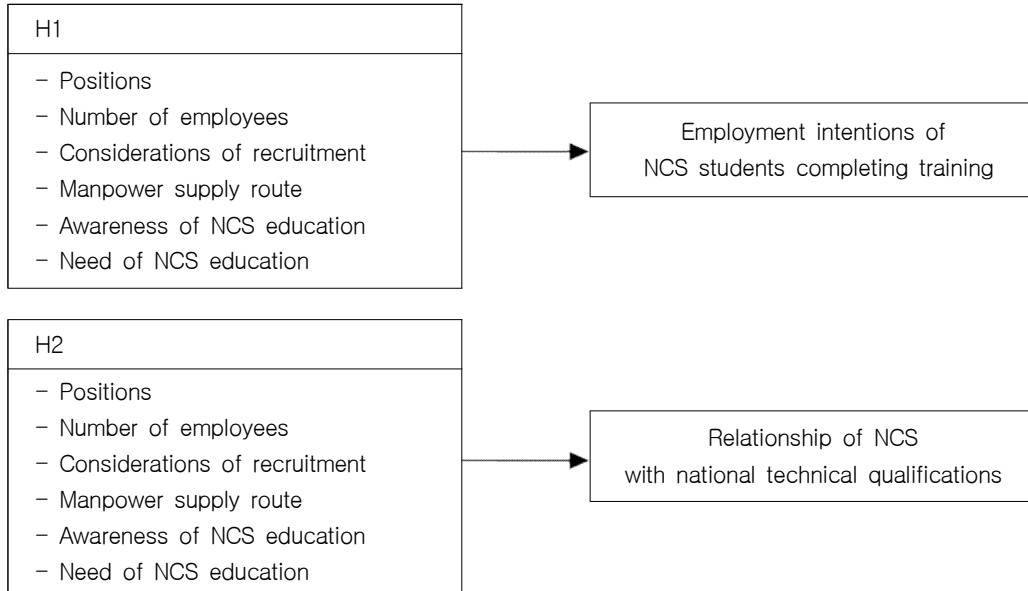 H1
- Positions
- Number of employees
- Considerations of recruitment
- Manpower supply route
- Awareness of NCS education
- Need of NCS education
Employment intentions of
NCS students completing training
H2
- Positions
- Number of employees
- Considerations of recruitment
- Manpower supply route
- Awareness of NCS education
- Need of NCS education
Relationship of NCS
with national technical qualifications